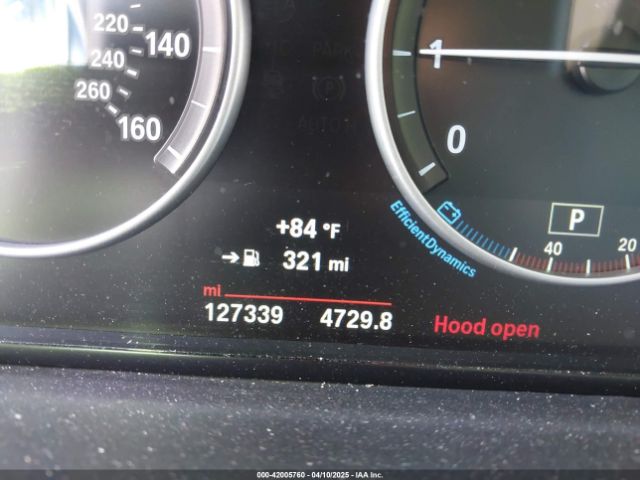 220
140
240
260
160
PARK
(P)
AUTO H
1
0
+84 °F
321 mi
EfficientDynamics
P
40
20
mi
127339
4729.8
Hood open
000-42005760 - 04/10/2025 - IAA Inc.